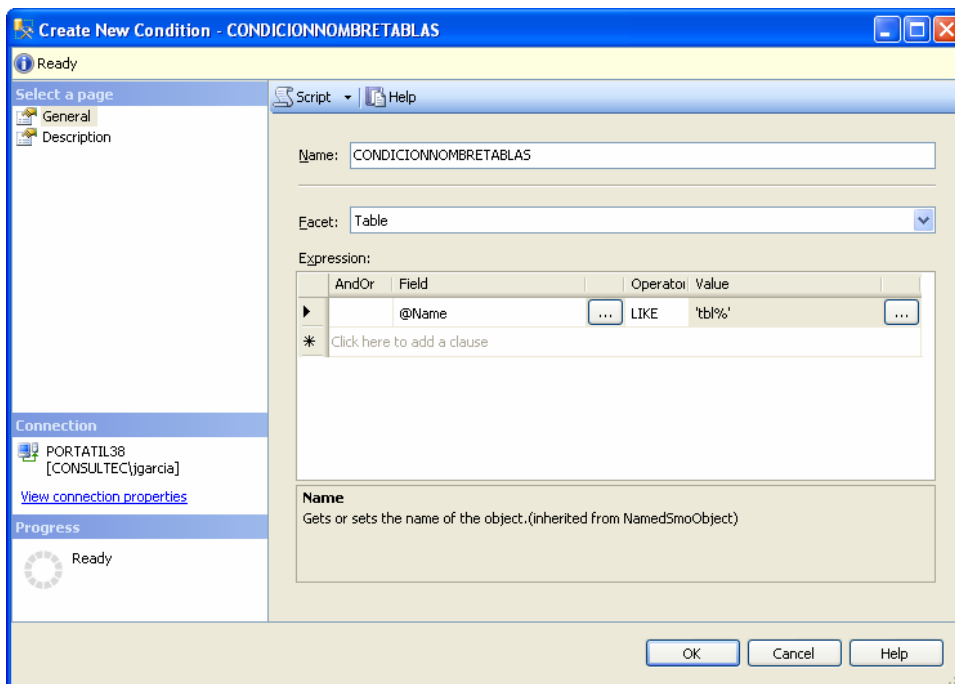 Create New Condition - CONDICIONNOMBRETABLAS
Ready
Select a page
General
Description
Script
Help
Name: CONDICIONNOMBRETABLAS
Facet: Table
Expression:
AndOr Field Operator Value
@Name ... LIKE 'tbl%' ...
Click here to add a clause
Connection
PORTATIL38
[CONSULTEC\jgarcia]
View connection properties
Progress
Ready
Name
Gets or sets the name of the object.(inherited from NamedSmoObject)
OK Cancel Help